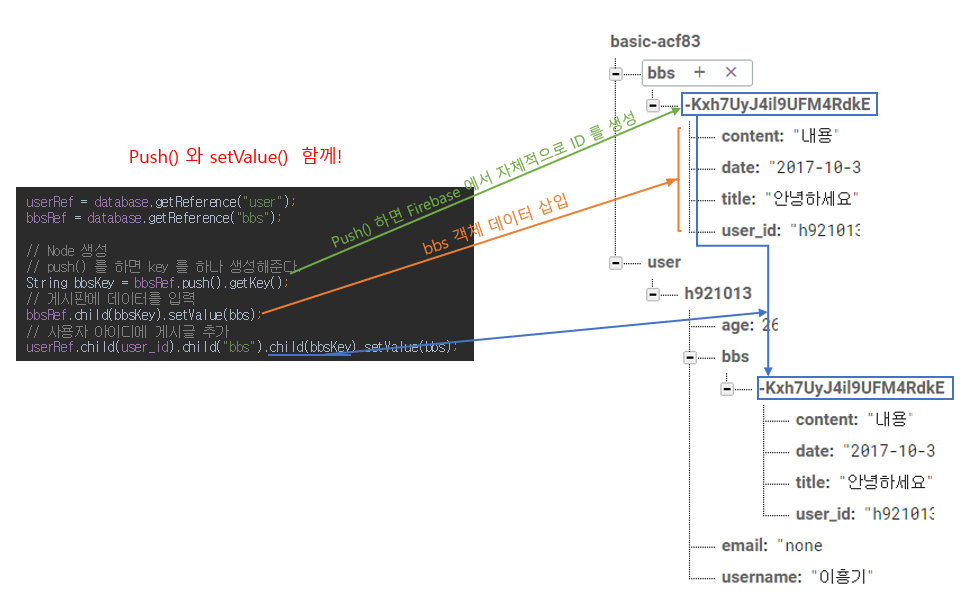 Push() 와 setValue() 함께!
userRef = database.getReference("user");
bbsRef = database.getReference("bbs");
// Node 생성
// push() 를 하면 key 를 하나 생성해준다.
String bbsKey = bbsRef.push().getKey();
// 게시판에 데이터를 입력
bbsRef.child(bbsKey).setValue(bbs);
// 사용자 아이디에 게시글 추가
userRef.child(user_id).child("bbs").child(bbsKey).setValue(bbs);
Push() 하면 Firebase 에서 자체적으로 ID 를 생성
bbs 객체 데이터 삽입
basic-acf83
bbs + ×
-Kxh7UyJ4il9UFM4RdkE
content: "내용"
date: "2017-10-3
title: "안녕하세요"
user_id: "h921013
user
h921013
age: 26
bbs
-Kxh7UyJ4il9UFM4RdkE
content: "내용"
date: "2017-10-3
title: "안녕하세요"
user_id: "h921013
email: "none
username: "이흥기"